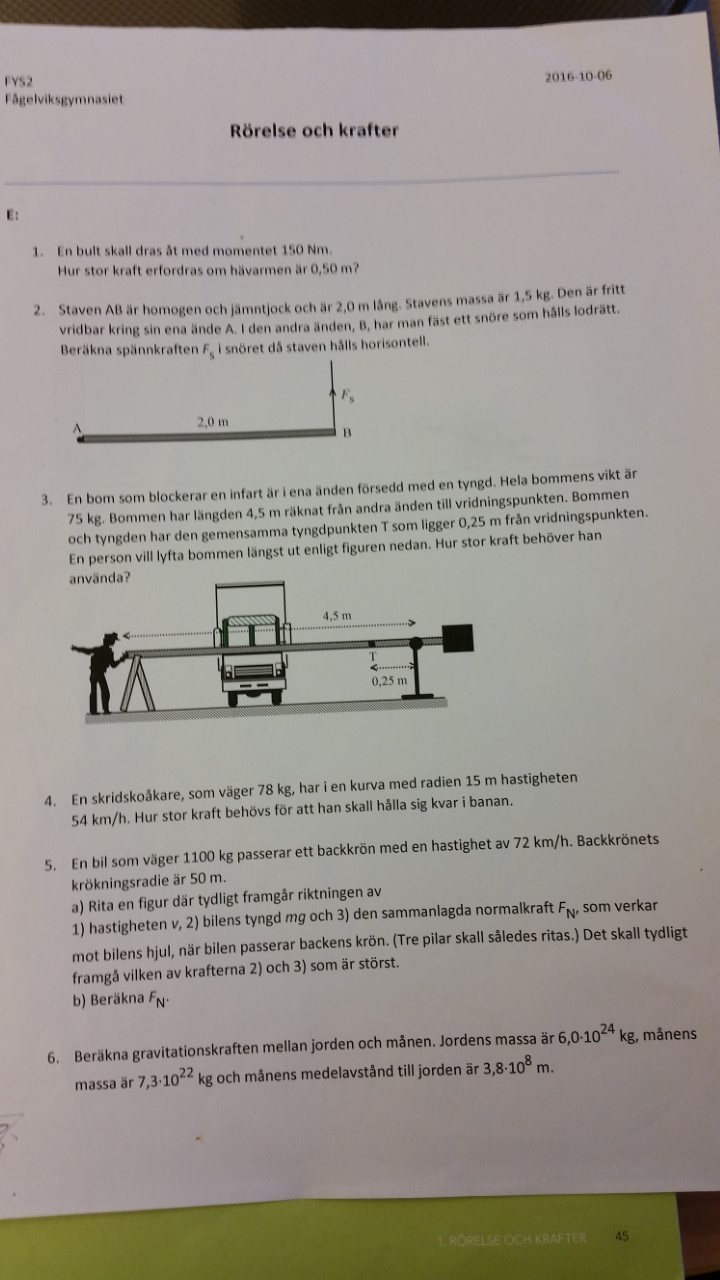 FYS2
2016-10-06
Fågelviksgymnasiet
Rörelse och krafter
E:
1. En bult skall dras åt med momentet 150 Nm.
Hur stor kraft erfordras om hävarmen är 0,50 m?
2. Staven AB är homogen och jämntjock och är 2,0 m lång. Stavens massa är 1,5 kg. Den är fritt
vridbar kring sin ena ände A. I den andra änden, B, har man fäst ett snöre som hålls lodrätt.
Beräkna spännkraften Fs i snöret då staven hålls horisontell.
Fs
A
2,0 m
B
3. En bom som blockerar en infart är i ena änden försedd med en tyngd. Hela bommens vikt är
75 kg. Bommen har längden 4,5 m räknat från andra änden till vridningspunkten. Bommen
och tyngden har den gemensamma tyngdpunkten T som ligger 0,25 m från vridningspunkten.
En person vill lyfta bommen längst ut enligt figuren nedan. Hur stor kraft behöver han
använda?
4,5 m
T
0,25 m
4. En skridskoåkare, som väger 78 kg, har i en kurva med radien 15 m hastigheten
54 km/h. Hur stor kraft behövs för att han skall hålla sig kvar i banan.
5. En bil som väger 1100 kg passerar ett backkrön med en hastighet av 72 km/h. Backkrönets
krökningsradie är 50 m.
a) Rita en figur där tydligt framgår riktningen av
1) hastigheten v, 2) bilens tyngd mg och 3) den sammanlagda normalkraft FN, som verkar
mot bilens hjul, när bilen passerar backens krön. (Tre pilar skall således ritas.) Det skall tydligt
framgå vilken av krafterna 2) och 3) som är störst.
b) Beräkna FN.
6. Beräkna gravitationskraften mellan jorden och månen. Jordens massa är 6,0·10²⁴ kg, månens
massa är 7,3·10²² kg och månens medelavstånd till jorden är 3,8·10⁸ m.
1. RÖRELSE OCH KRAFTER 45